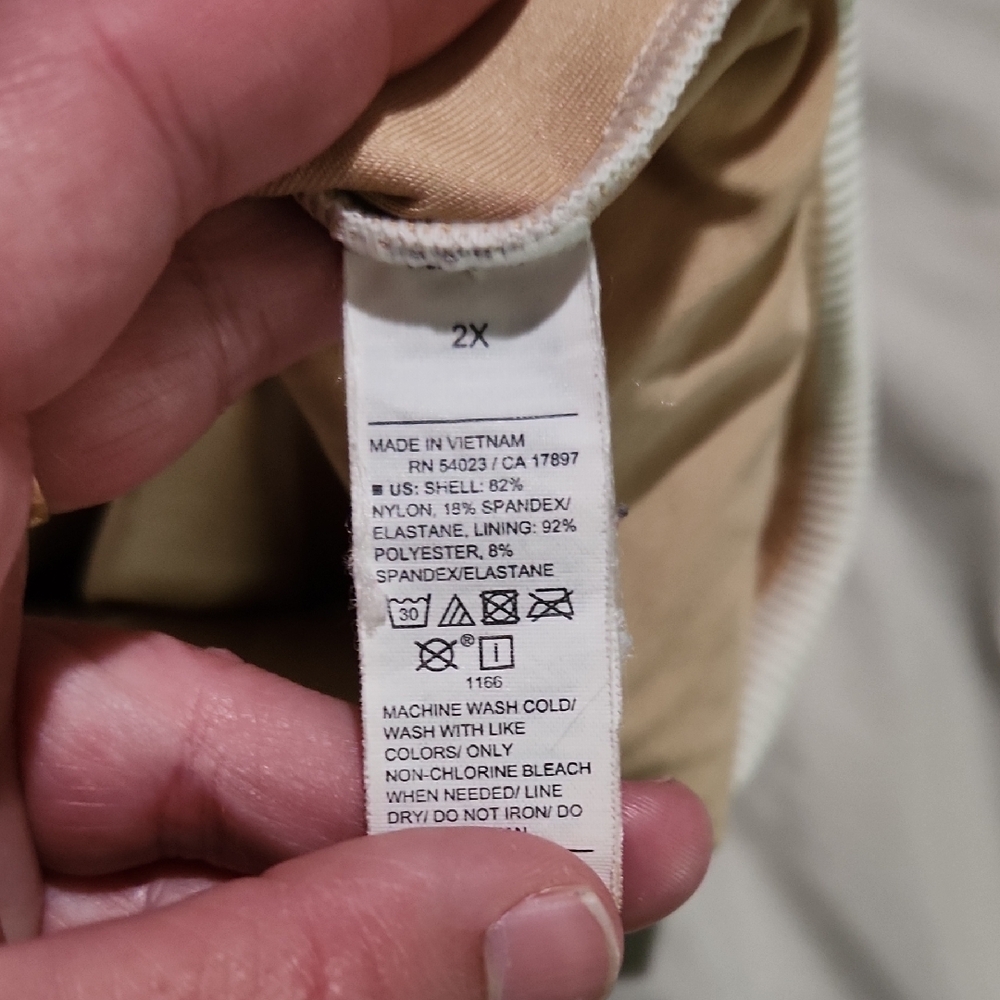 2X
MADE IN VIETNAM
RN 54023 / CA 17897
US: SHELL: 82%
NYLON, 18% SPANDEX/
ELASTANE, LINING: 92%
POLYESTER, 8%
SPANDEX/ELASTANE
30
®
1166
MACHINE WASH COLD/
WASH WITH LIKE
COLORS/ ONLY
NON-CHLORINE BLEACH
WHEN NEEDED/ LINE
DRY/ DO NOT IRON/ DO